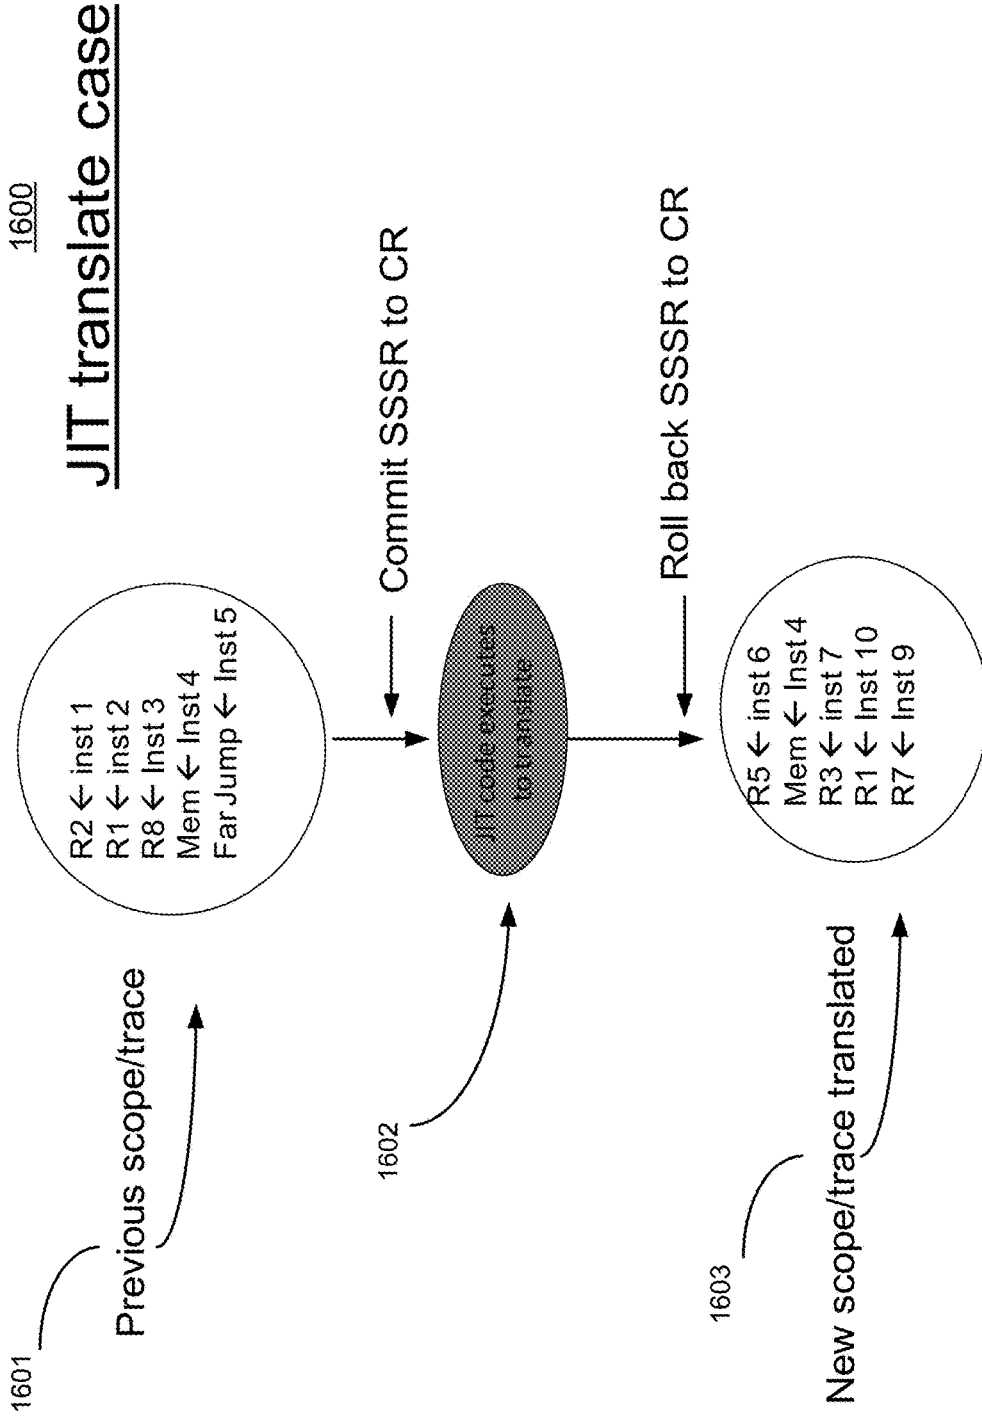 1600
JIT translate case
1601
Previous scope/trace
R2 ← inst 1
R1 ← inst 2
R8 ← Inst 3
Mem ← Inst 4
Far Jump ← Inst 5
Commit SSSR to CR
1602
JIT code executes
to translate
Roll back SSSR to CR
1603
New scope/trace translated
R5 ← inst 6
Mem ← Inst 4
R3 ← inst 7
R1 ← Inst 10
R7 ← Inst 9